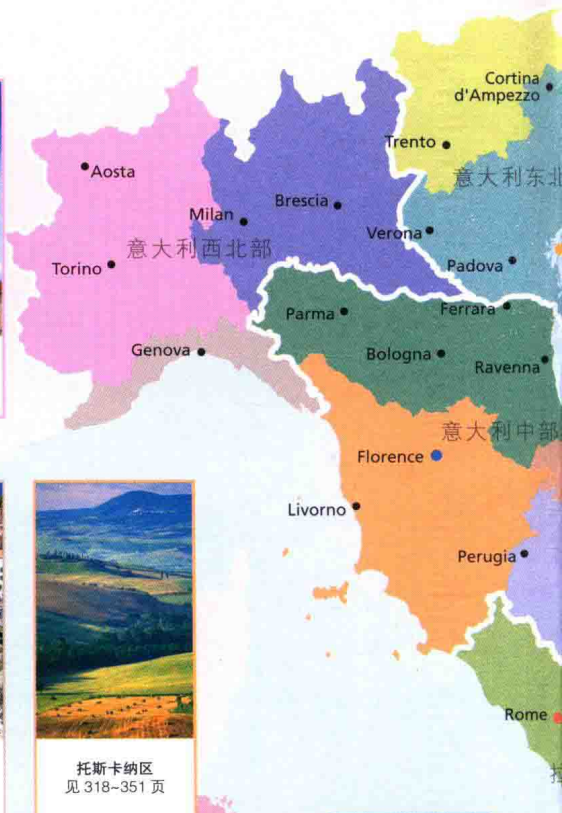 Cortina
d'Ampezzo
Trento
Aosta
意大利东北
Brescia
Milan
Verona
意大利西北部
Torino
Padova
Parma
Ferrara
Genova
Bologna
Ravenna
意大利中部
Florence
Livorno
Perugia
Rome
托斯卡纳区
见 318~351 页